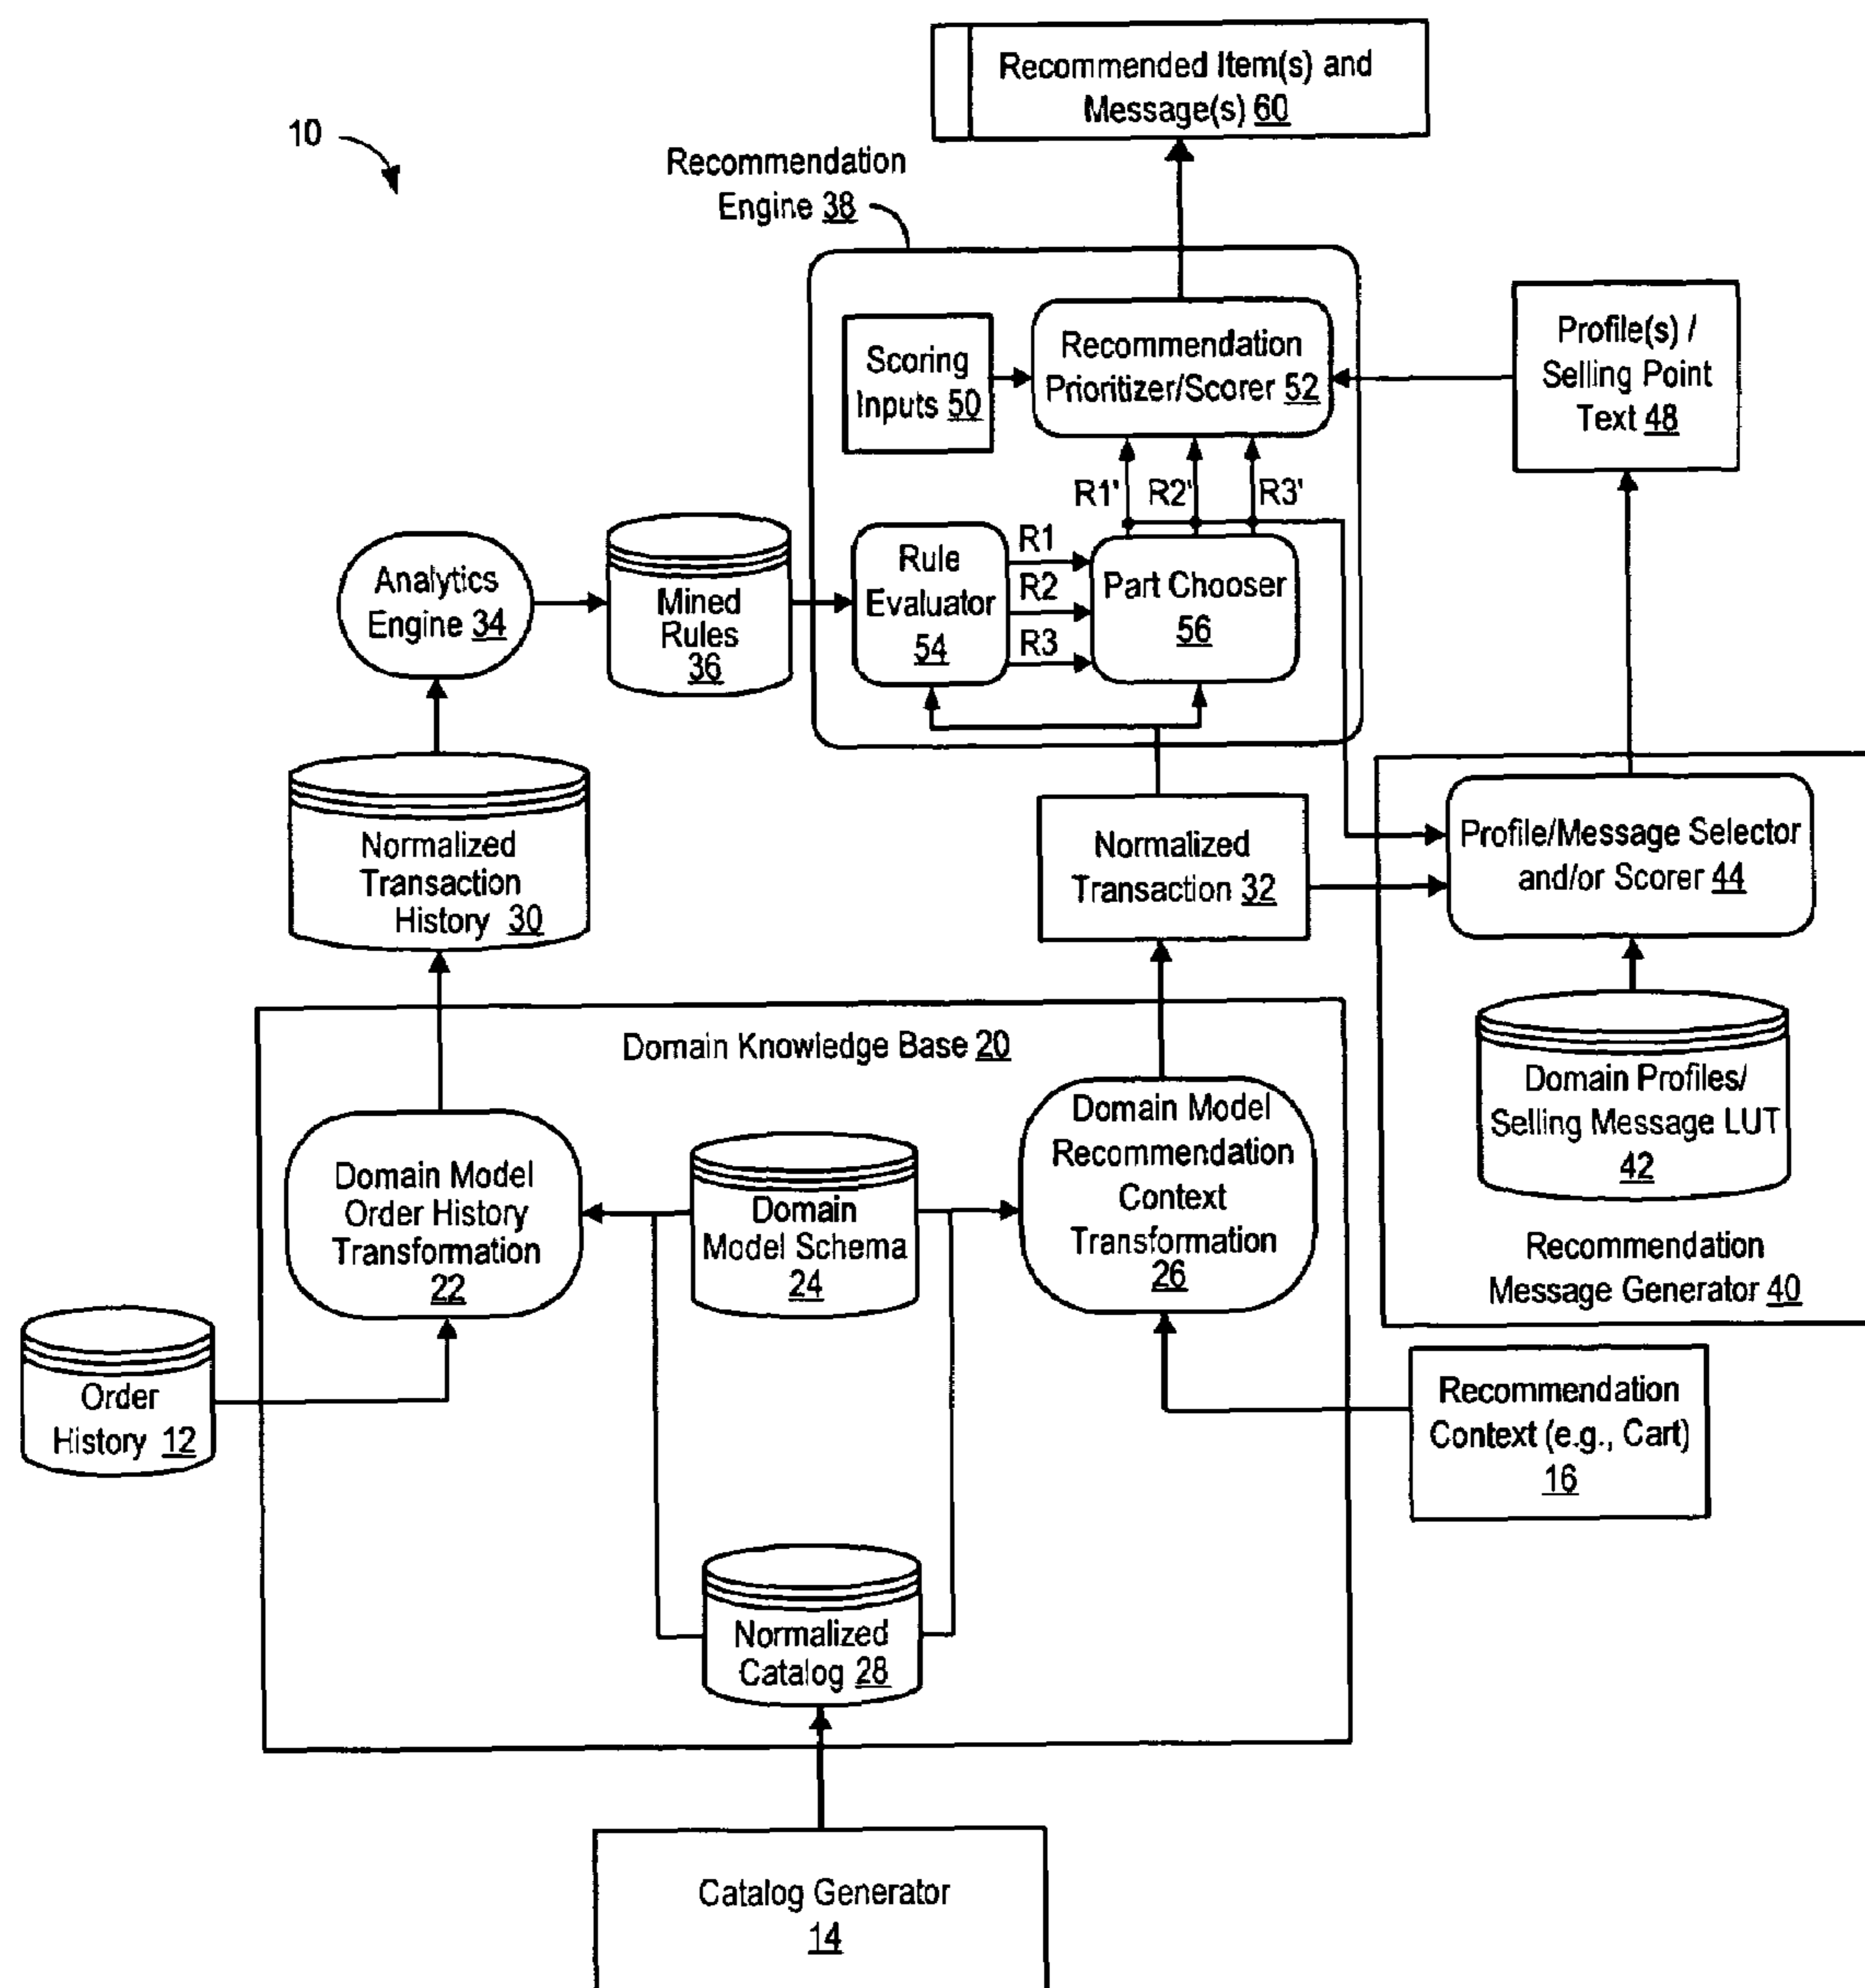 Recommended Item(s) and
Message(s) 60
10
Recommendation
Engine 38
Scoring
Inputs 50
Recommendation
Prioritizer/Scorer 52
Profile(s) /
Selling Point
Text 48
R1'
R2'
R3'
Analytics
Engine 34
Mined
Rules
36
Rule
Evaluator
54
R1
R2
R3
Part Chooser
56
Normalized
Transaction
History 30
Normalized
Transaction 32
Profile/Message Selector
and/or Scorer 44
Domain Knowledge Base 20
Domain Model
Order History
Transformation
22
Domain
Model Schema
24
Domain Model
Recommendation
Context
Transformation
26
Domain Profiles/
Selling Message LUT
42
Recommendation
Message Generator 40
Order
History 12
Recommendation
Context (e.g., Cart)
16
Normalized
Catalog 28
Catalog Generator
14